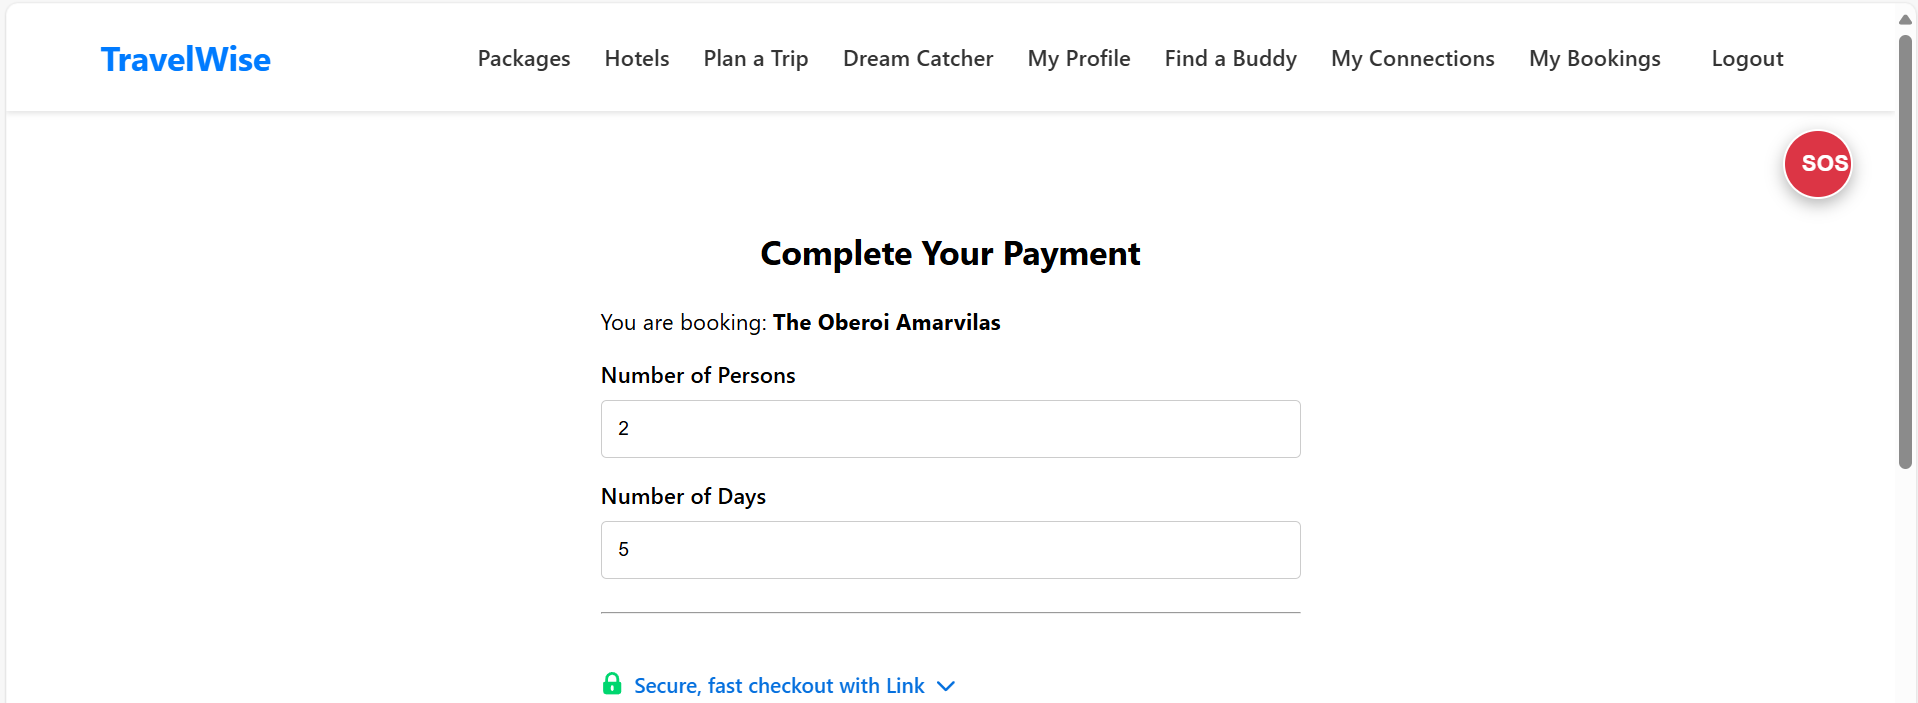 TravelWise Packages Hotels Plan a Trip Dream Catcher My Profile Find a Buddy My Connections My Bookings Logout
SOS
Complete Your Payment
You are booking: The Oberoi Amarvilas
Number of Persons
2
Number of Days
5
Secure, fast checkout with Link